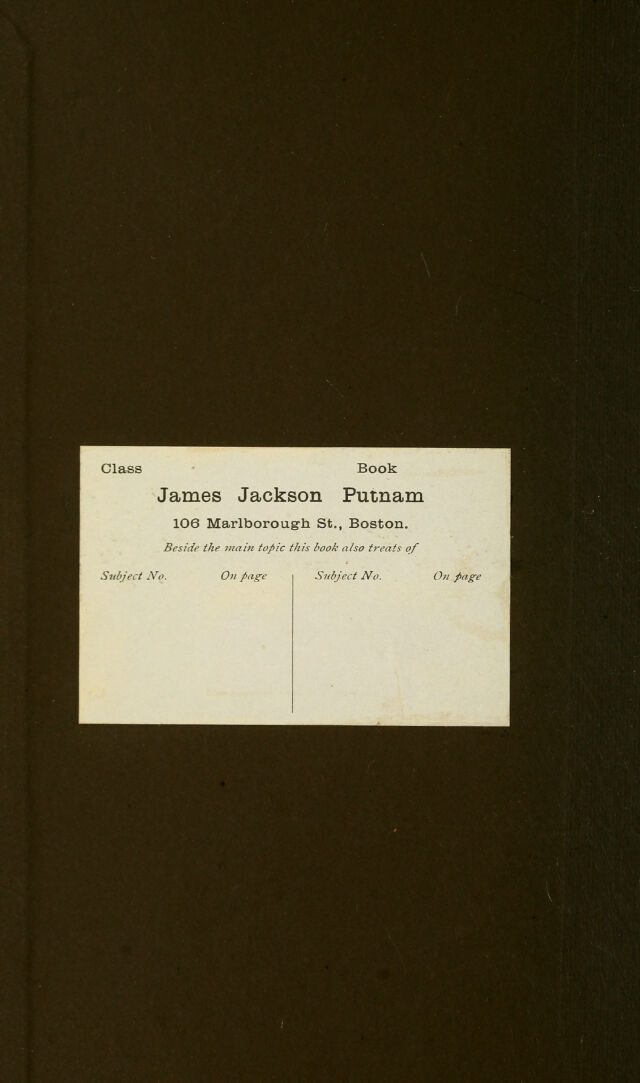 Class Book
James Jackson Putnam
106 Marlborough St., Boston.
Beside the main topic this book also treats of
Subject No. On page Subject No. On page